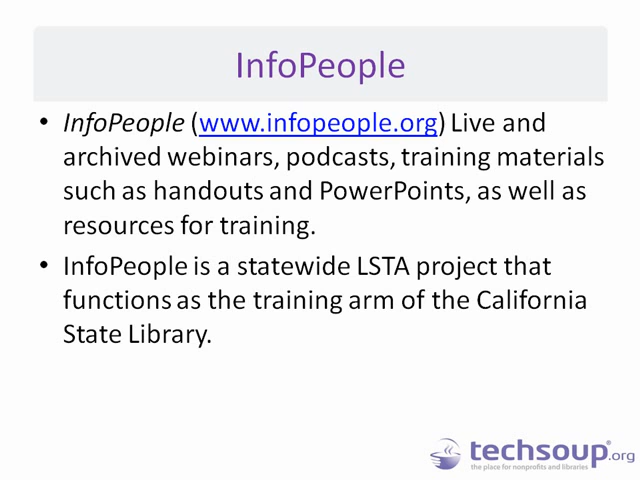 InfoPeople
• InfoPeople (www.infopeople.org) Live and
archived webinars, podcasts, training materials
such as handouts and PowerPoints, as well as
resources for training.
• InfoPeople is a statewide LSTA project that
functions as the training arm of the California
State Library.
techsoup®.org
the place for nonprofits and libraries